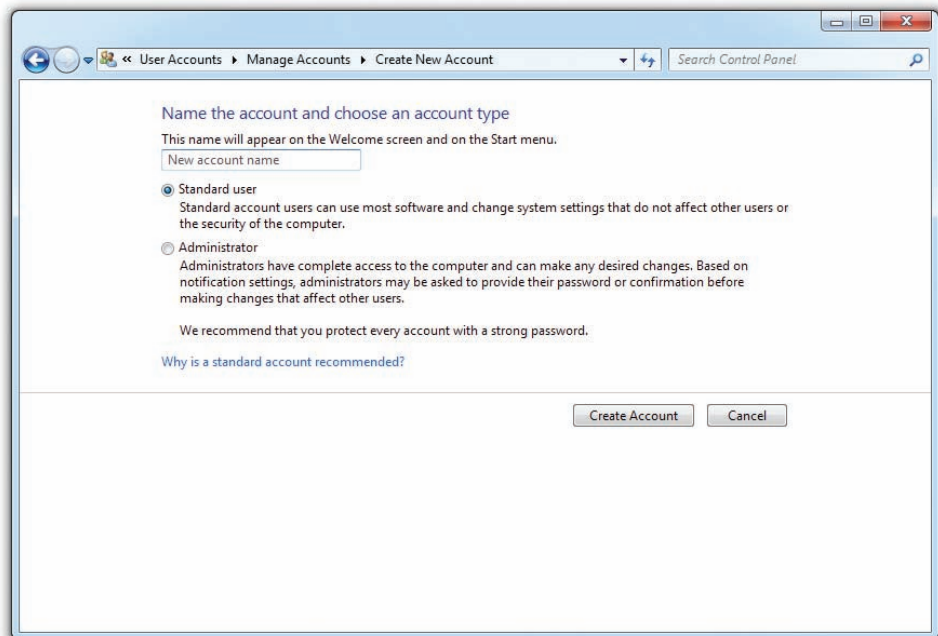 « User Accounts ▸ Manage Accounts ▸ Create New Account
Search Control Panel
Name the account and choose an account type
This name will appear on the Welcome screen and on the Start menu.
New account name
Standard user
Standard account users can use most software and change system settings that do not affect other users or
the security of the computer.
Administrator
Administrators have complete access to the computer and can make any desired changes. Based on
notification settings, administrators may be asked to provide their password or confirmation before
making changes that affect other users.
We recommend that you protect every account with a strong password.
Why is a standard account recommended?
Create Account
Cancel